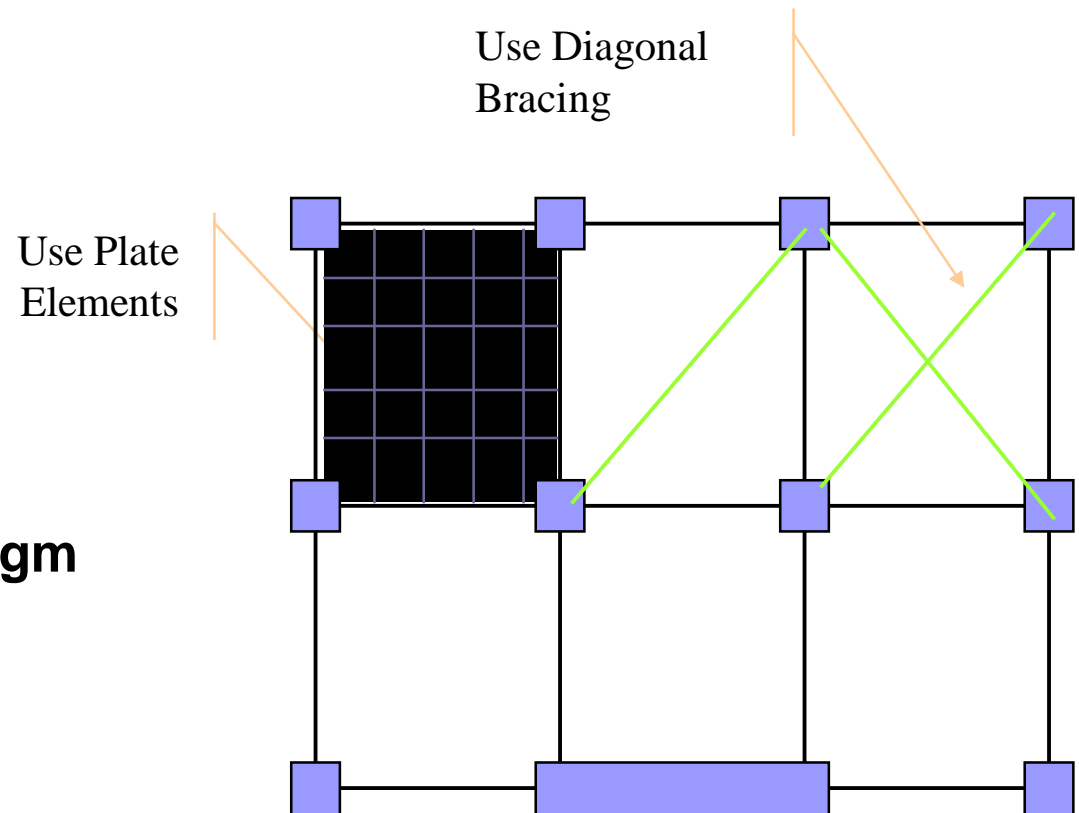 Use Diagonal
Bracing
Use Plate
Elements
gm